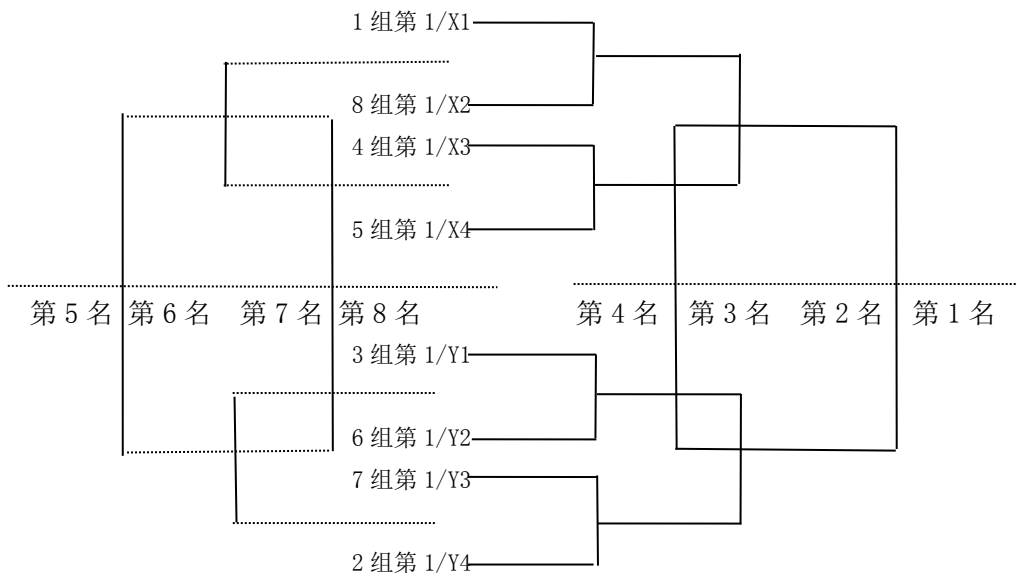 1 组第 1/X1
8 组第 1/X2
4 组第 1/X3
5 组第 1/X4
第 5 名 第 6 名 第 7 名 第 8 名 第 4 名 第 3 名 第 2 名 第 1 名
3 组第 1/Y1
6 组第 1/Y2
7 组第 1/Y3
2 组第 1/Y4